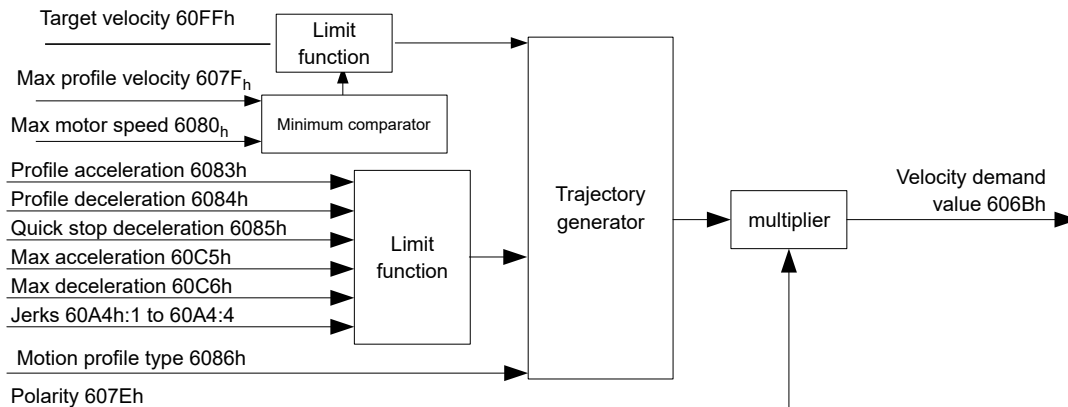 Target velocity 60FFh
Limit
function
Max profile velocity 607Fh
Max motor speed 6080h
Minimum comparator
Profile acceleration 6083h
Profile deceleration 6084h
Quick stop deceleration 6085h
Max acceleration 60C5h
Max deceleration 60C6h
Jerks 60A4h:1 to 60A4:4
Limit
function
Motion profile type 6086h
Polarity 607Eh
Trajectory
generator
multiplier
Velocity demand
value 606Bh